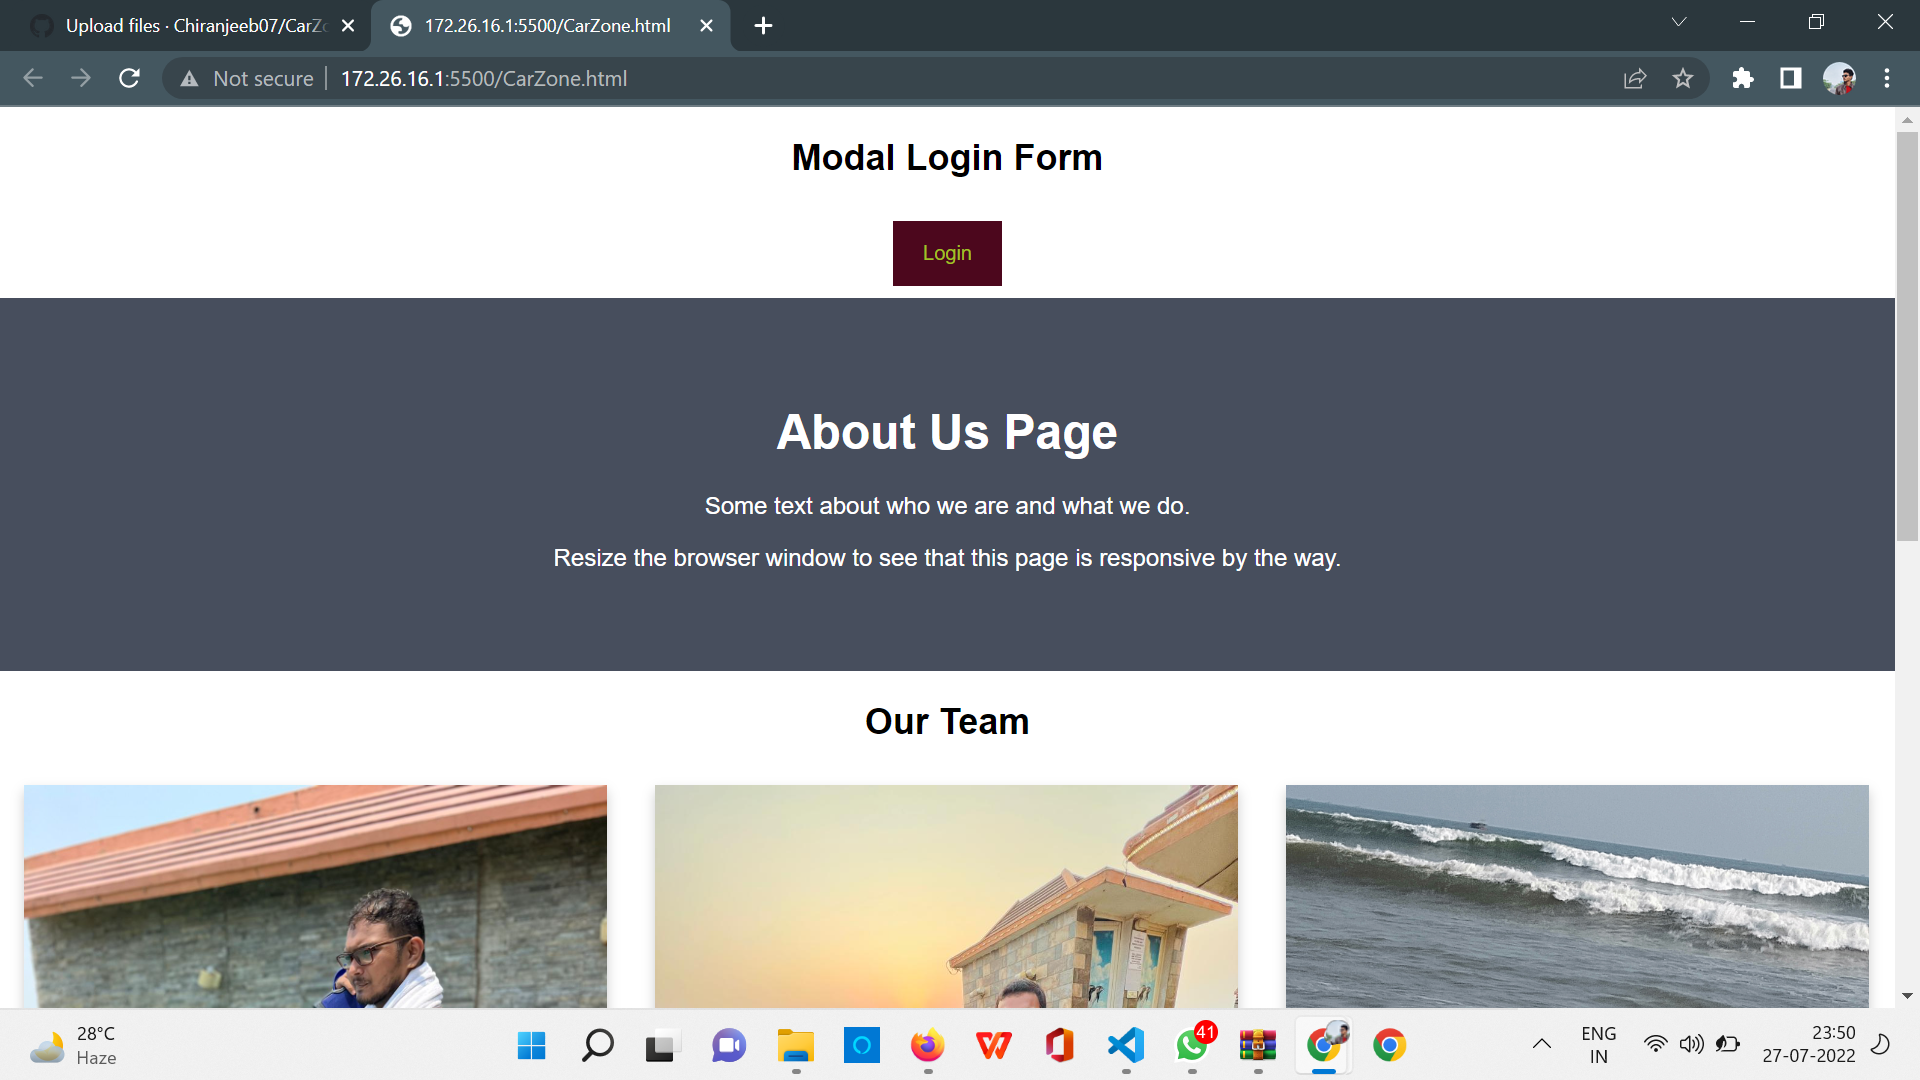 Upload files · Chiranjeeb07/CarZo
172.26.16.1:5500/CarZone.html
Not secure
172.26.16.1:5500/CarZone.html
Modal Login Form
Login
About Us Page
Some text about who we are and what we do.
Resize the browser window to see that this page is responsive by the way.
Our Team
28°C
Haze
41
ENG
IN
23:50
27-07-2022